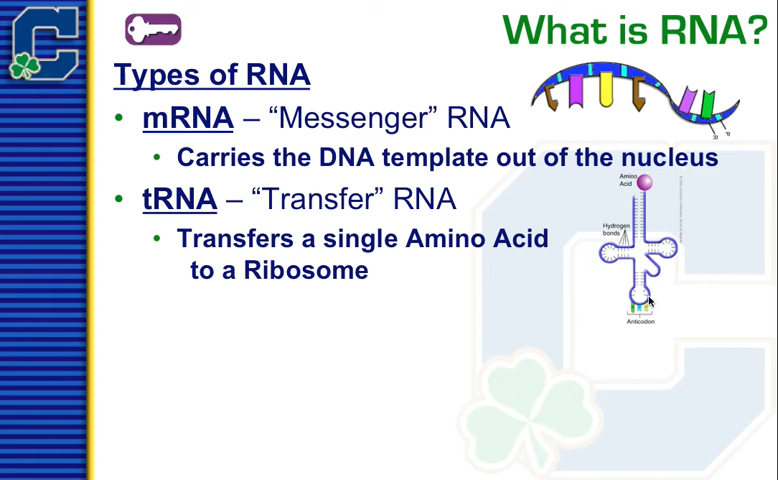 What is RNA?
Types of RNA
• mRNA – “Messenger” RNA
• Carries the DNA template out of the nucleus
• tRNA – “Transfer” RNA
• Transfers a single Amino Acid
to a Ribosome
Amino
Acid
Hydrogen
bonds
Anticodon
C